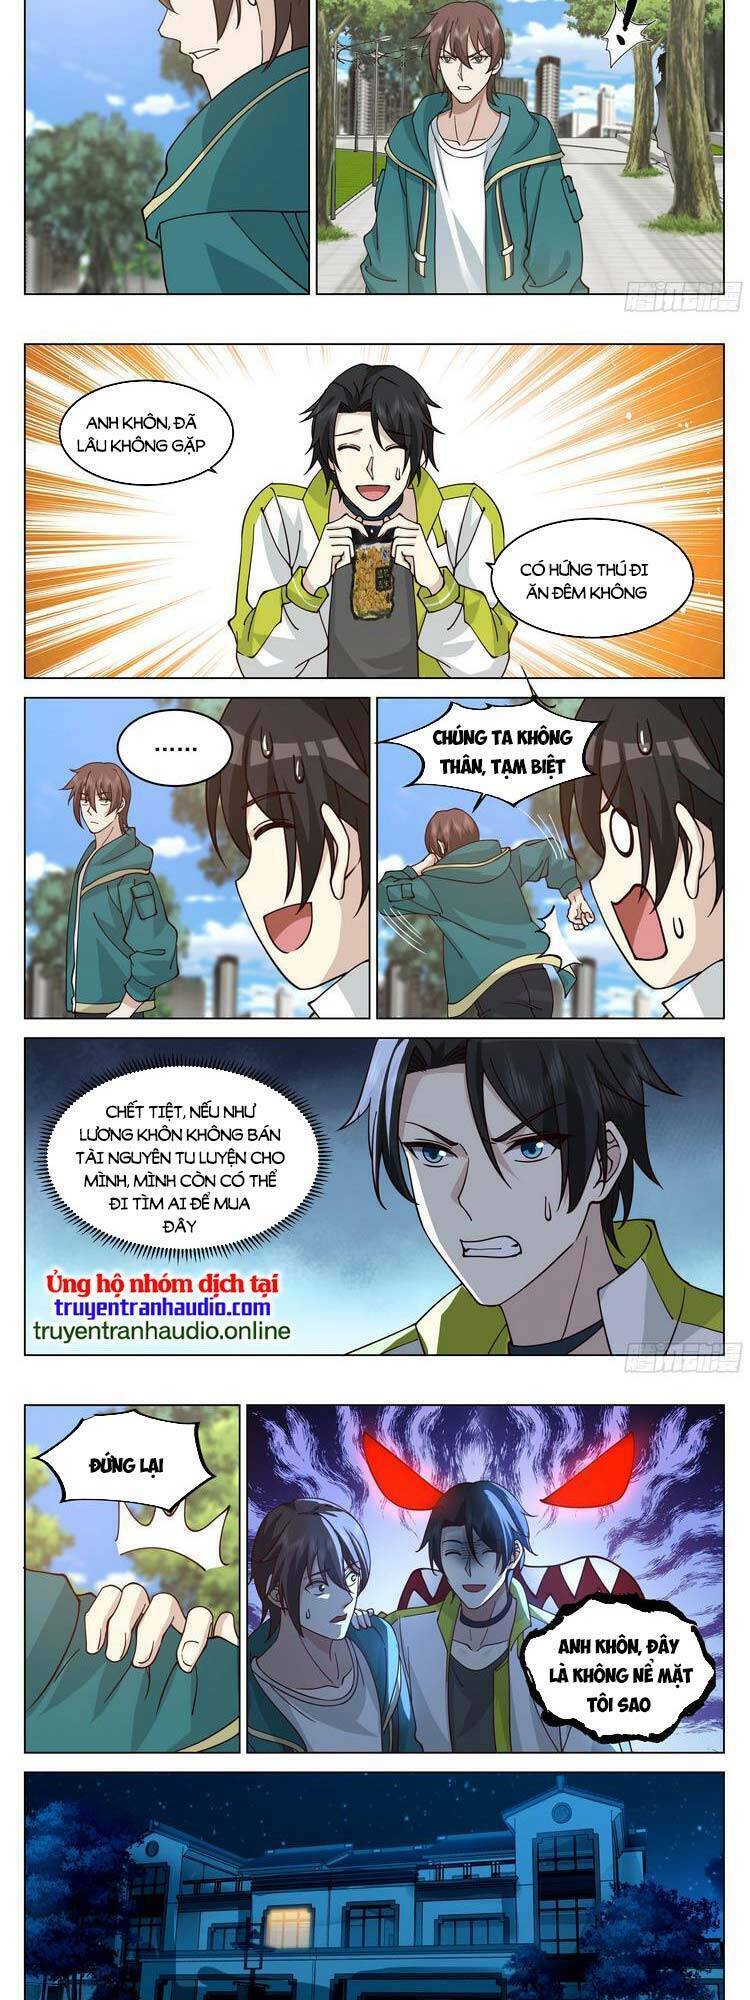 !
ANH KHÔN, ĐÃ
LÂU KHÔNG GẶP
CÓ HỨNG THÚ ĐI
ĂN ĐÊM KHÔNG
......
CHÚNG TA KHÔNG
THÂN, TẠM BIỆT
CHẾT TIỆT, NẾU NHƯ
LƯƠNG KHÔN KHÔNG BÁN
TÀI NGUYÊN TU LUYỆN CHO
MÌNH, MÌNH CÒN CÓ THỂ
ĐI TÌM AI ĐỂ MUA
ĐÂY
Ủng hộ nhóm dịch tại
truyentranhaudio.com
truyentranhaudio.online
ĐỨNG LẠI
ANH KHÔN, ĐÂY
LÀ KHÔNG NỂ MẶT
TÔI SAO